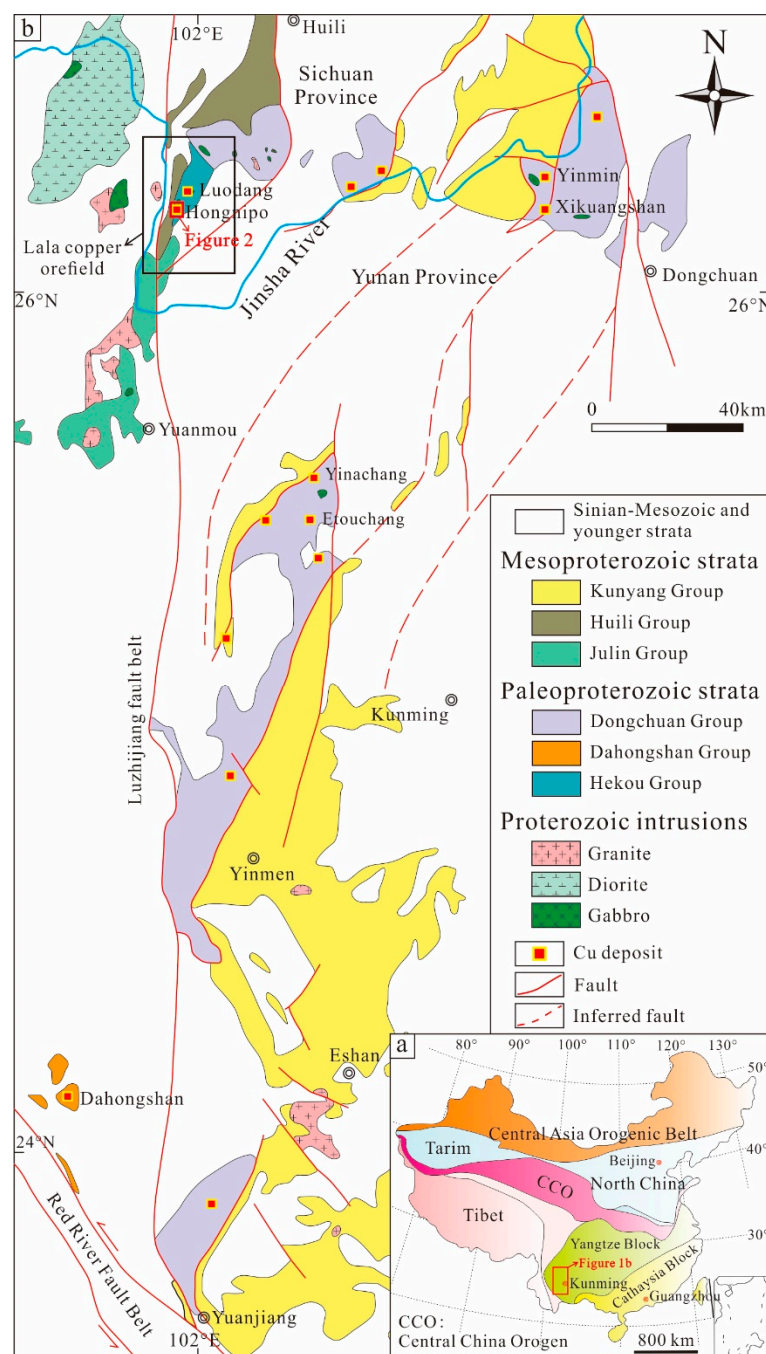 b
102°E
Huili
Sichuan
Province
N
Luodang
Hongnipo
Figure 2
Lala copper
orefield
Jinsha River
Yinmin
Xikuangshan
Yunan Province
Dongchuan
26°N
26°N
0
40km
Yuanmou
Yinachang
Etouchang
Luzhijiang fault belt
Kunming
Yinmen
Eshan
Dahongshan
24°N
Red River Fault Belt
Yuanjiang
102°E
Sinian-Mesozoic and
younger strata
Mesoproterozoic strata
Kunyang Group
Huili Group
Julin Group
Paleoproterozoic strata
Dongchuan Group
Dahongshan Group
Hekou Group
Proterozoic intrusions
Granite
Diorite
Gabbro
Cu deposit
Fault
Inferred fault
a
80°
90°
100°
110°
120°
130°
50°
Central Asia Orogenic Belt
Tarim
Beijing
40°
CCO
North China
Tibet
30°
Yangtze Block
Figure 1b
Kunming
Cathaysia Block
Guangzhou
CCO:
Central China Orogen
800 km